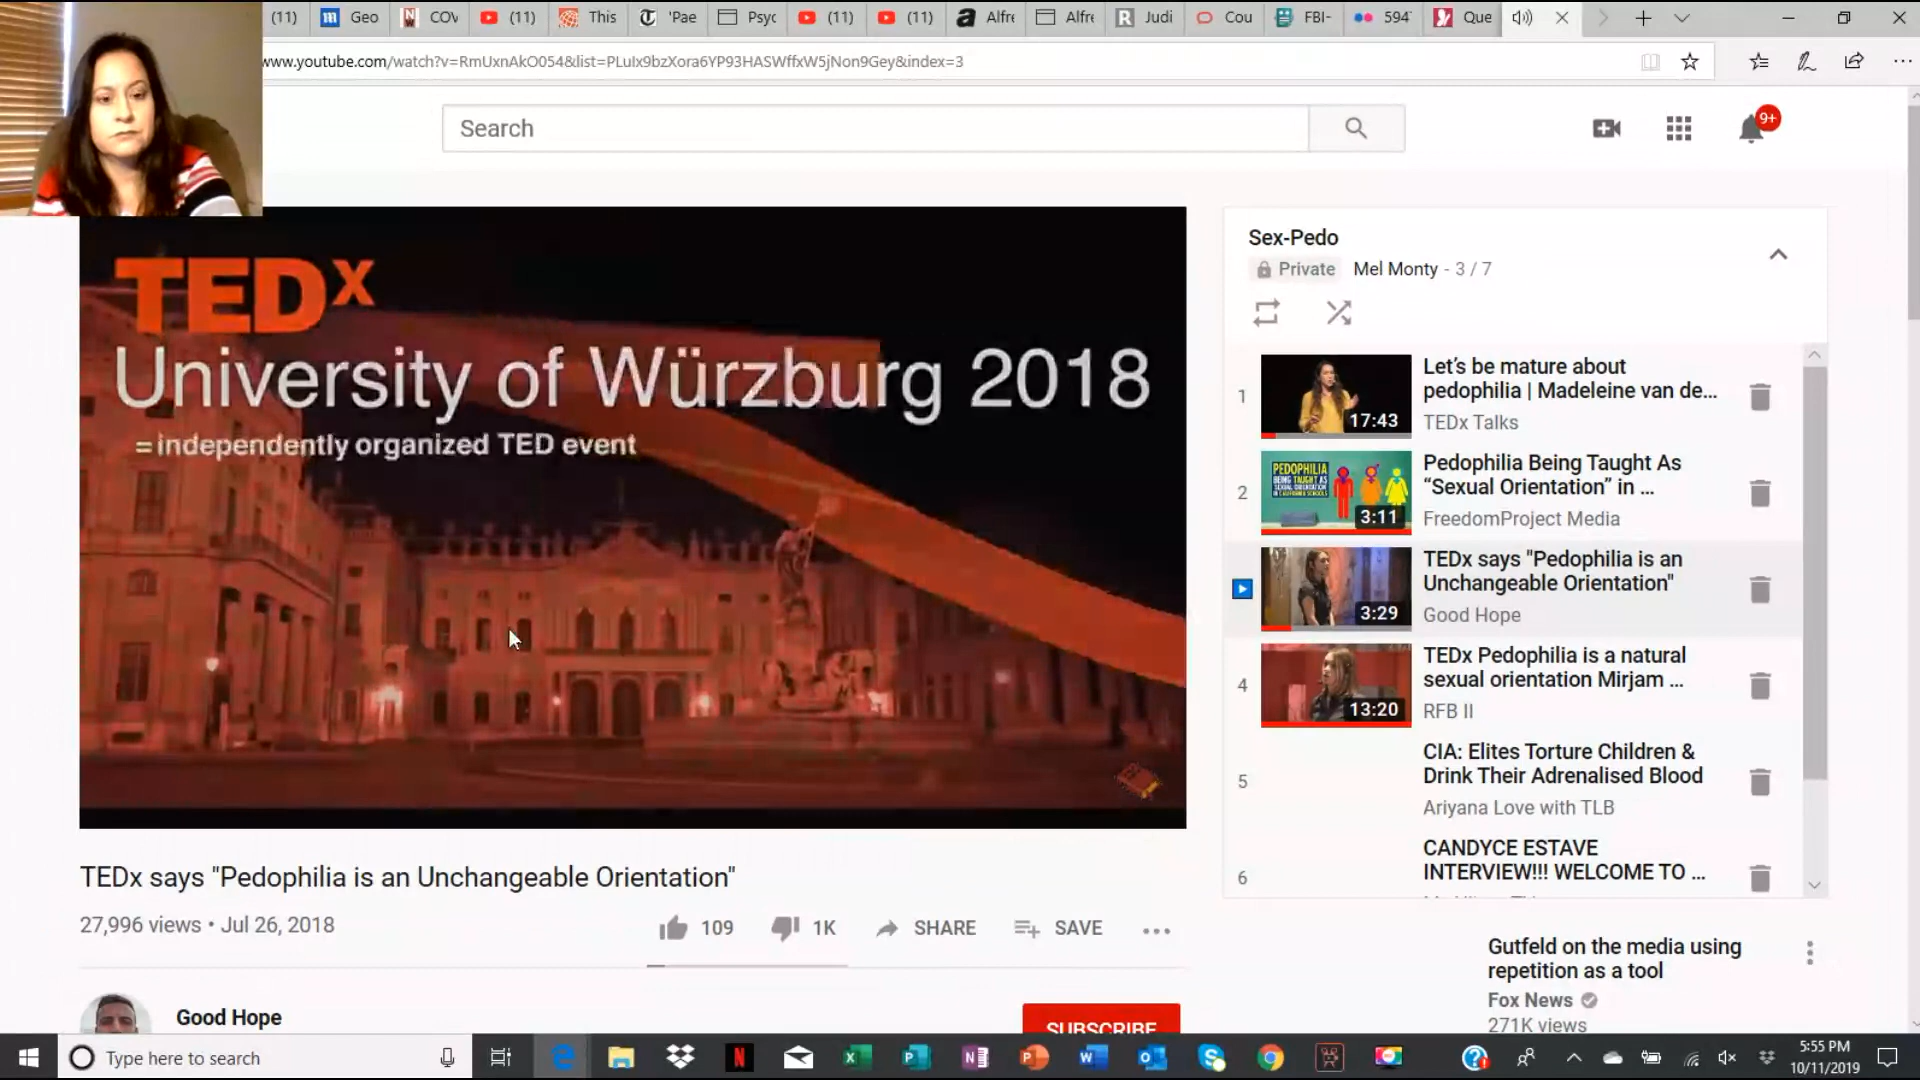 (11)
Geo
COV
(11)
This
'Pae
Psyc
(11)
(11)
Alfre
Alfre
Judi
Cou
FBI-
594
Que
www.youtube.com/watch?v=RmUxnAkO054&list=PLuIx9bzXora6YP93HASWffxW5jNon9Gey&index=3
Search
9+
TEDx
University of Würzburg 2018
=independently organized TED event
Sex-Pedo
Private Mel Monty - 3 / 7
1
17:43
Let's be mature about
pedophilia | Madeleine van de...
TEDx Talks
2
PEDOPHILIA
BEING TAUGHT AS
SEXUAL ORIENTATION
IN CALIFORNIA SCHOOLS
3:11
Pedophilia Being Taught As
“Sexual Orientation” in ...
FreedomProject Media
3:29
TEDx says "Pedophilia is an
Unchangeable Orientation"
Good Hope
4
13:20
TEDx Pedophilia is a natural
sexual orientation Mirjam ...
RFB II
5
CIA: Elites Torture Children &
Drink Their Adrenalised Blood
Ariyana Love with TLB
6
CANDYCE ESTAVE
INTERVIEW!!! WELCOME TO ...
TEDx says "Pedophilia is an Unchangeable Orientation"
27,996 views • Jul 26, 2018
109
1K
SHARE
SAVE
Good Hope
SUBSCRIBE
Gutfeld on the media using
repetition as a tool
Fox News
271K views
Type here to search
5:55 PM
10/11/2019